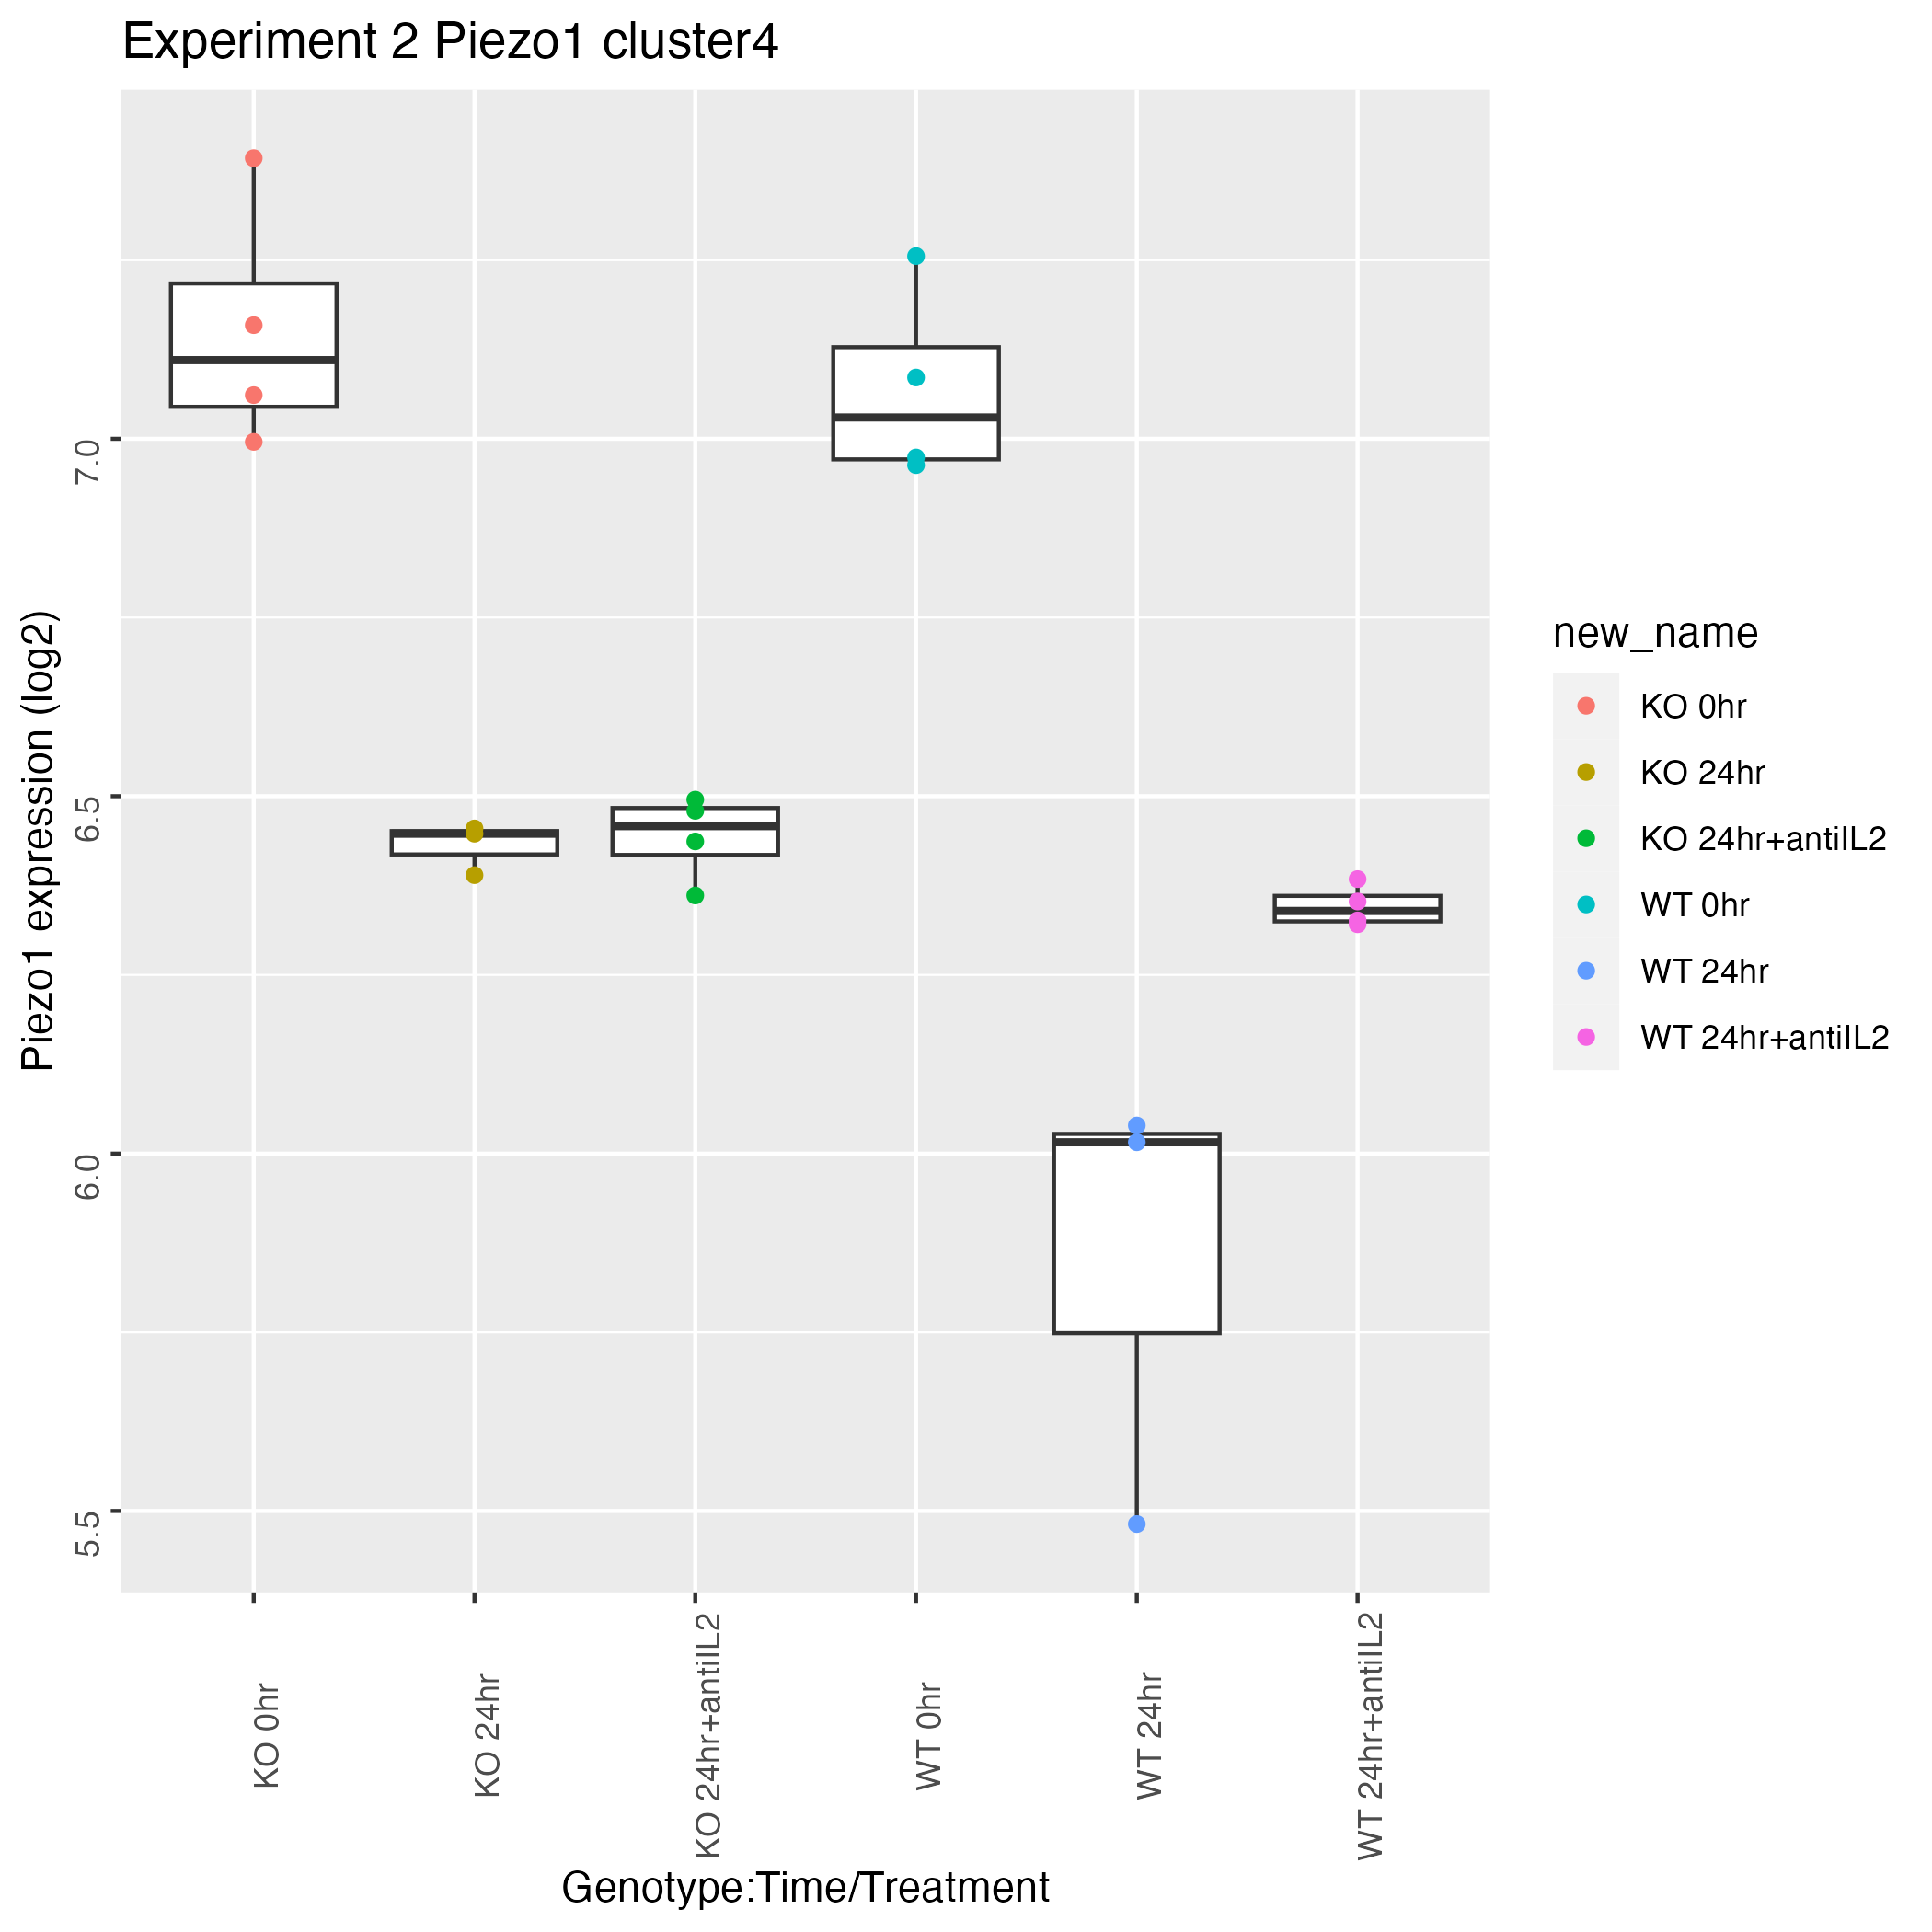 Experiment 2 Piezo1 cluster4
Piezo1 expression (log2)
7.0
6.5
6.0
5.5
KO 0hr
KO 24hr
KO 24hr+antiIL2
WT 0hr
WT 24hr
WT 24hr+antiIL2
Genotype:Time/Treatment
new_name
KO 0hr
KO 24hr
KO 24hr+antiIL2
WT 0hr
WT 24hr
WT 24hr+antiIL2